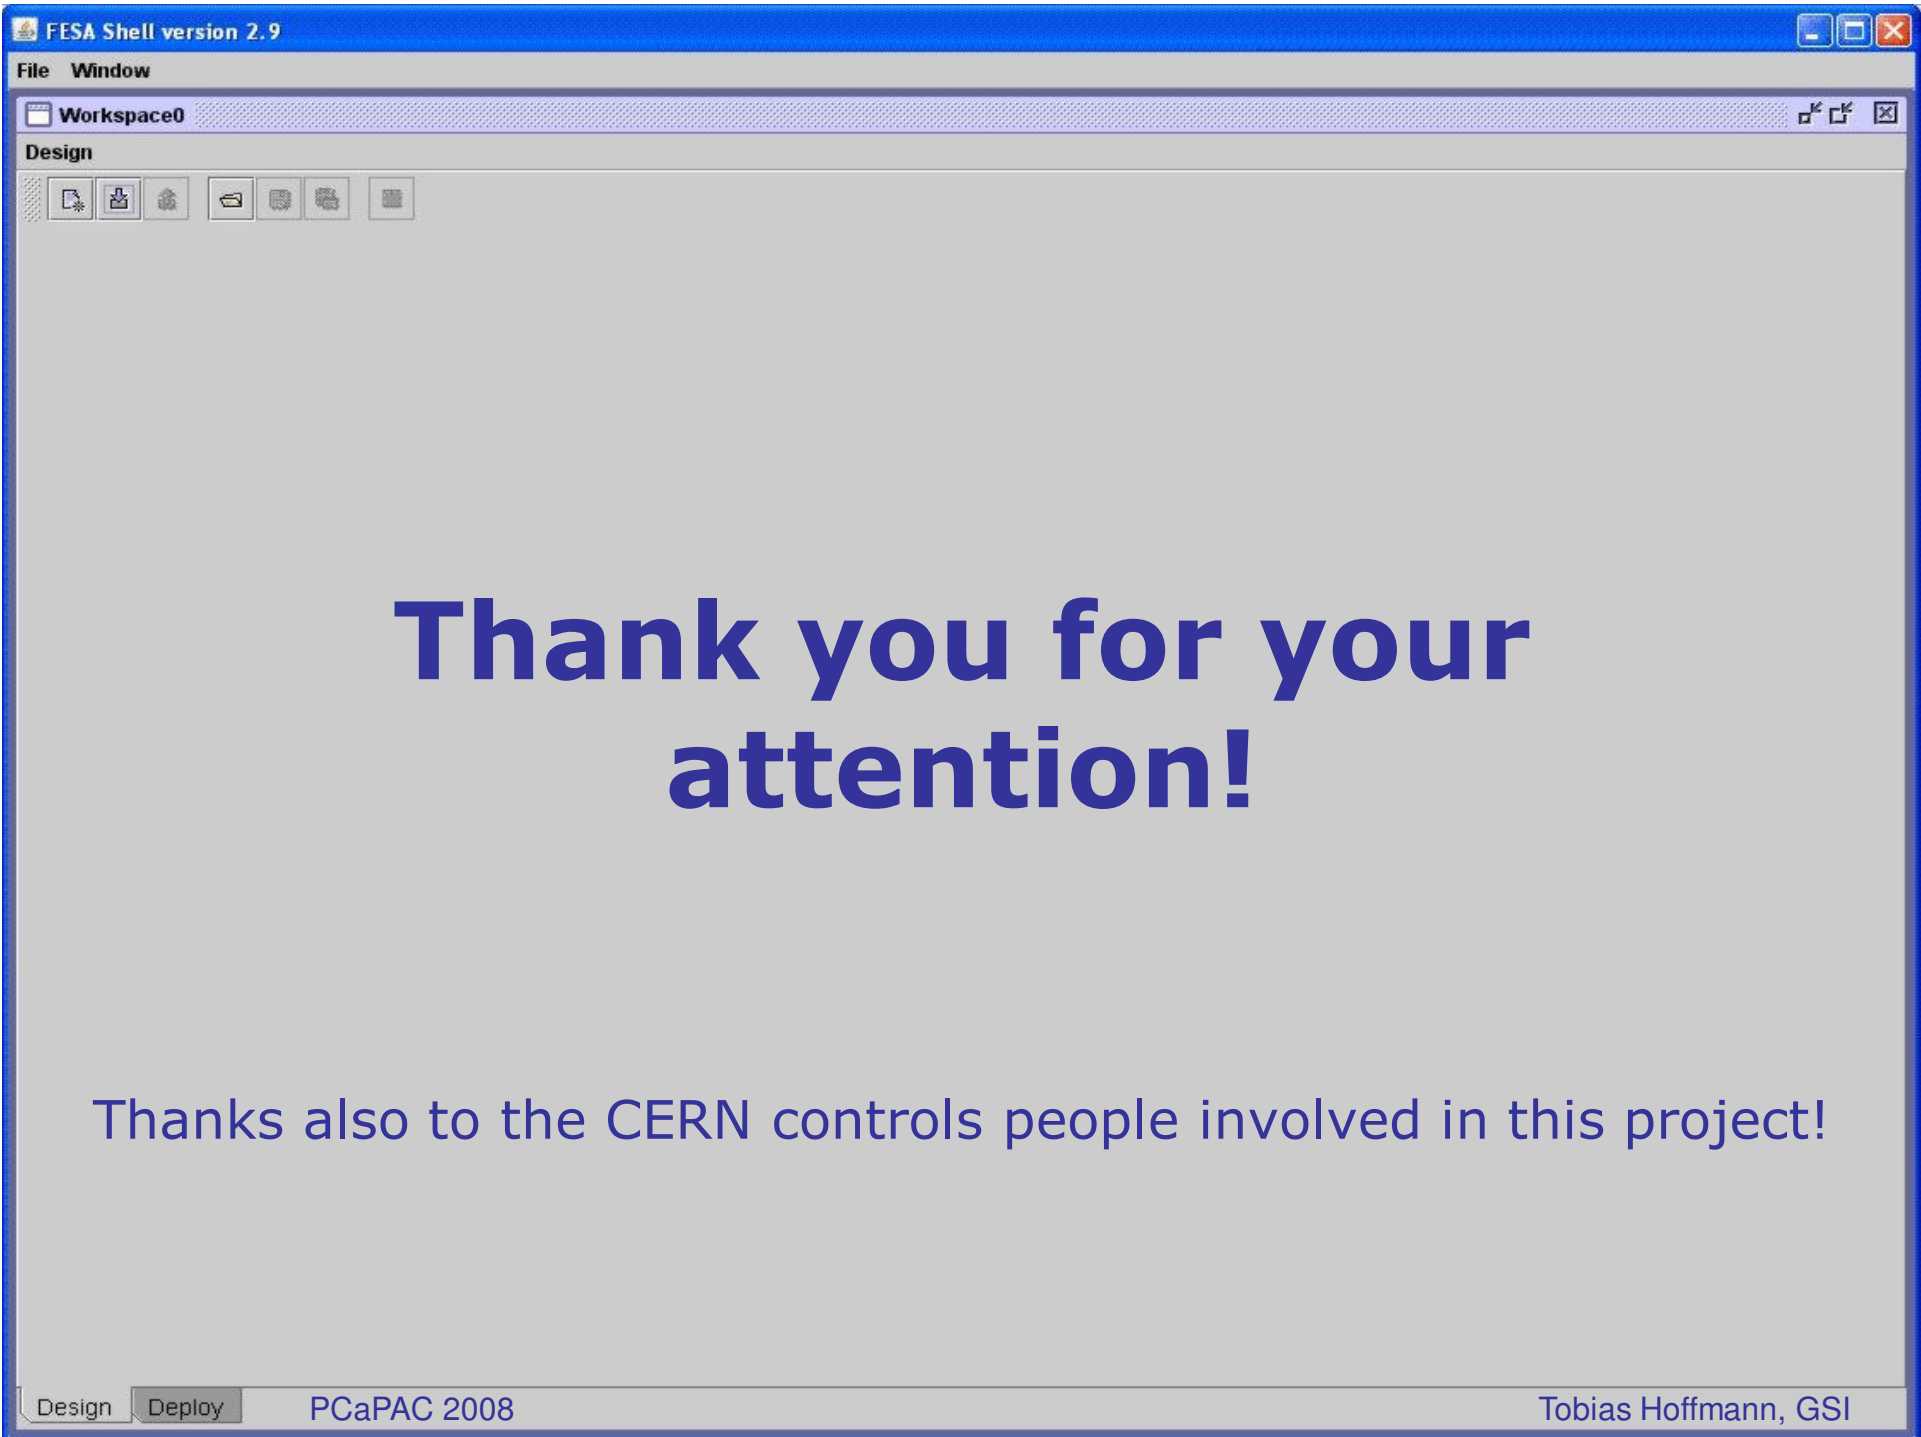 FESA Shell version 2.9
File Window
Workspace0
Design
Thank you for your
attention!
Thanks also to the CERN controls people involved in this project!
Design Deploy PCaPAC 2008 Tobias Hoffmann, GSI